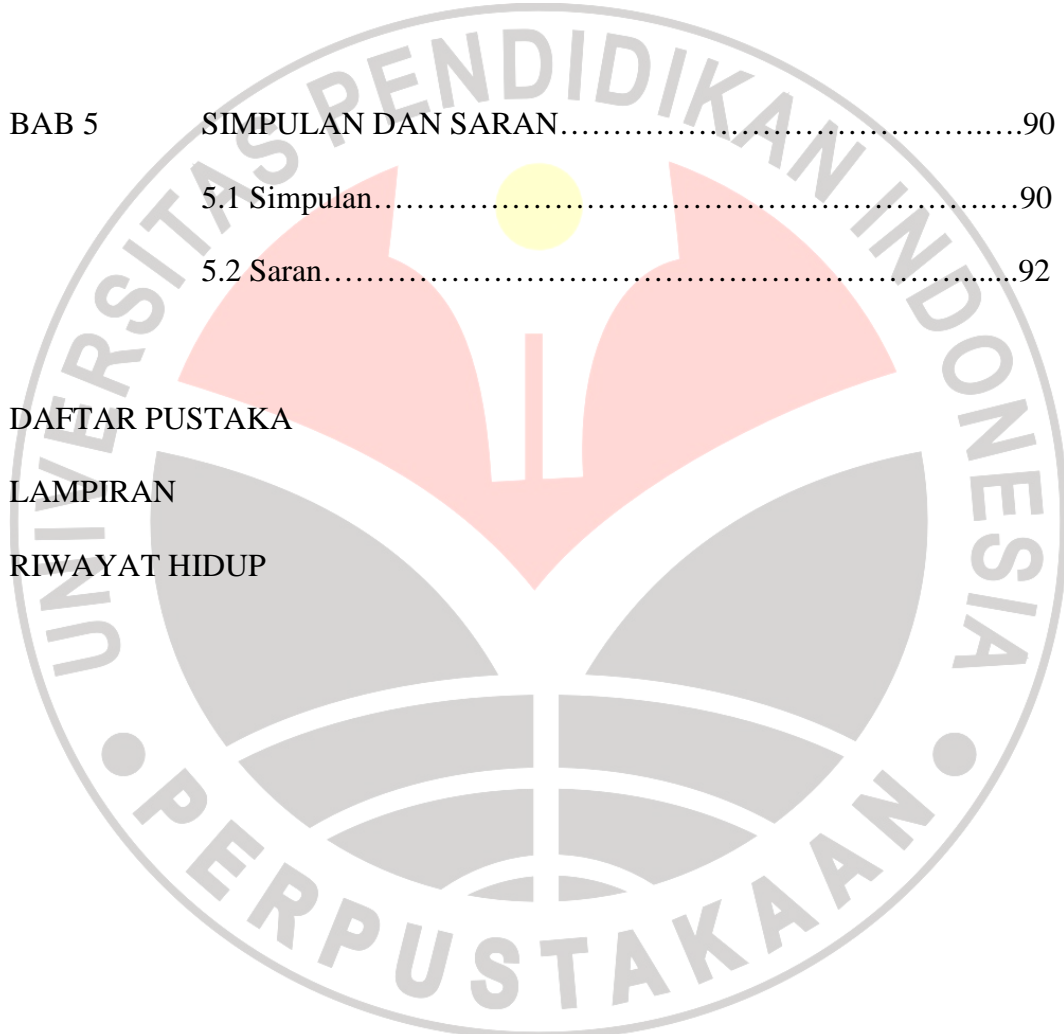 BAB 5 SIMPULAN DAN SARAN……………………………………….90
5.1 Simpulan…………………………………………………….…90
5.2 Saran………………………………………………………......92
DAFTAR PUSTAKA
LAMPIRAN
RIWAYAT HIDUP
UNIVERSITAS PENDIDIKAN INDONESIA
PERPUSTAKAAN